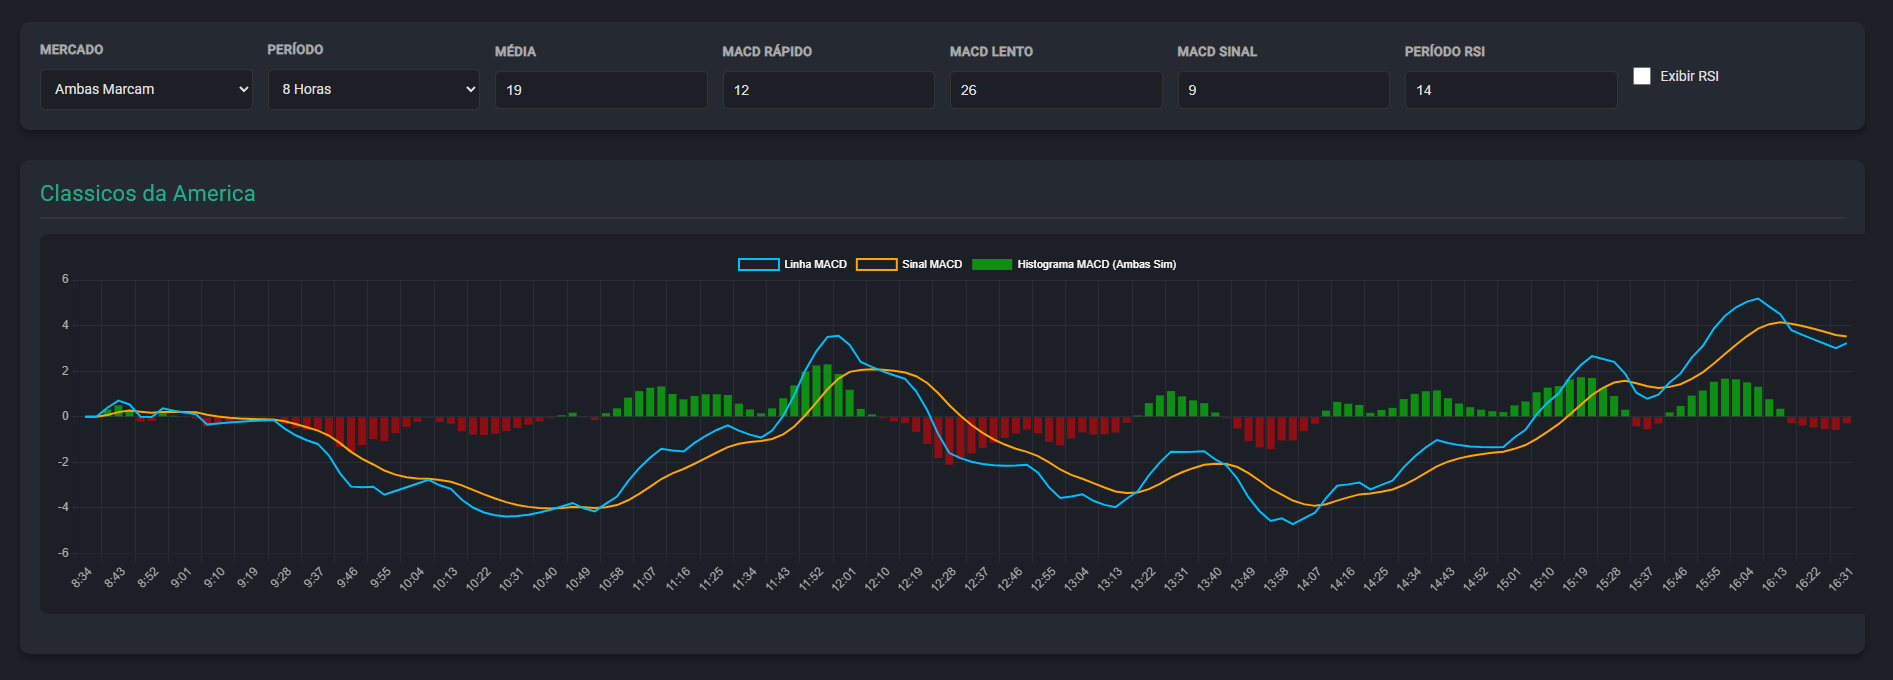 MERCADO PERÍODO MÉDIA MACD RÁPIDO MACD LENTO MACD SINAL PERÍODO RSI
Ambas Marcam 8 Horas 19 12 26 9 14 Exibir RSI
Classicos da America
Linha MACD Sinal MACD Histograma MACD (Ambas Sim)
6
4
2
0
-2
-4
-6
8:34 8:43 8:52 9:01 9:10 9:19 9:28 9:37 9:46 9:55 10:04 10:13 10:22 10:31 10:40 10:49 10:58 11:07 11:16 11:25 11:34 11:43 11:52 12:01 12:10 12:19 12:28 12:37 12:46 12:55 13:04 13:13 13:22 13:31 13:40 13:49 13:58 14:07 14:16 14:25 14:34 14:43 14:52 15:01 15:10 15:19 15:28 15:37 15:46 15:55 16:04 16:13 16:22 16:31